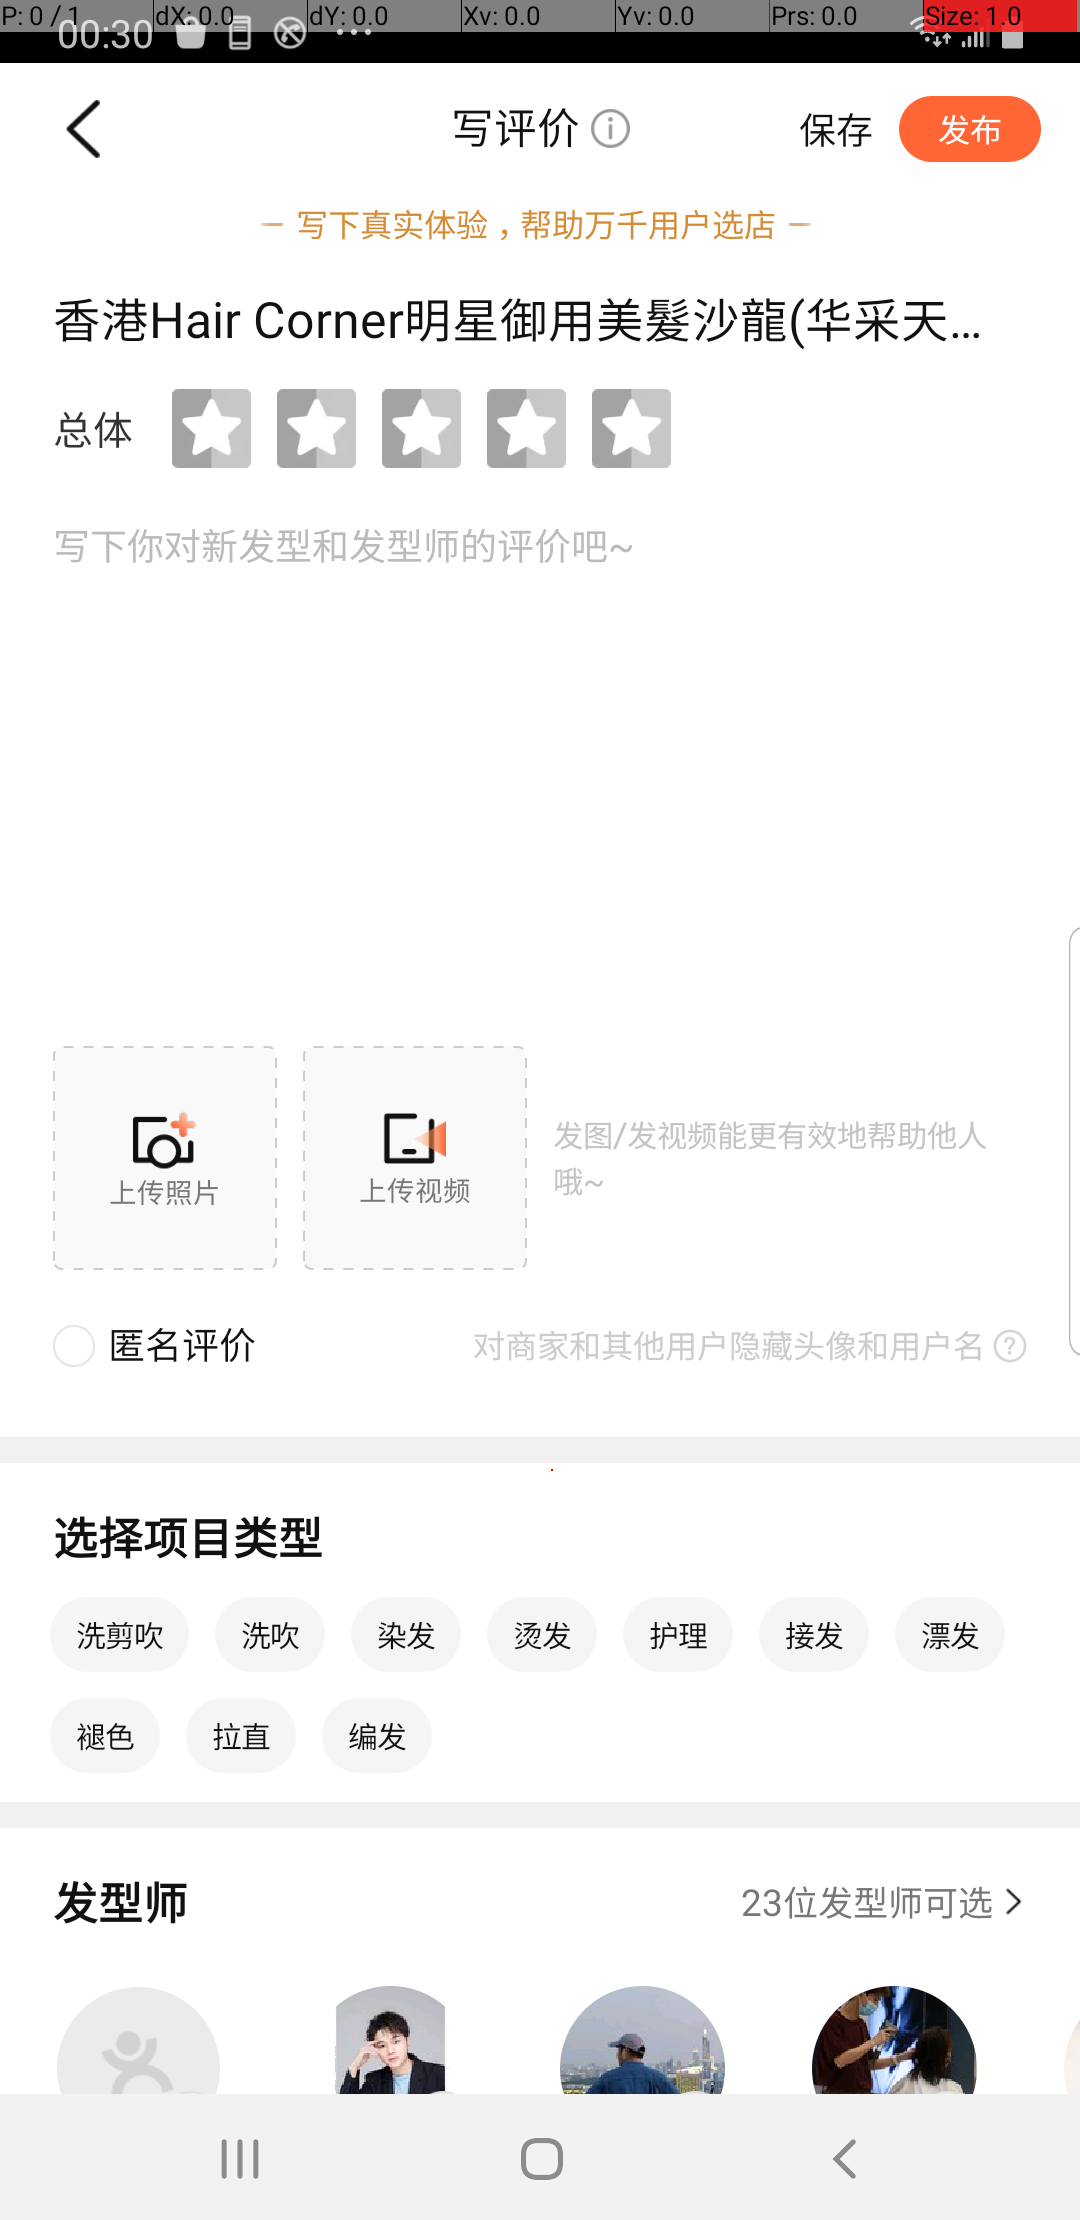 P: 0 / 1 dX: 0.0 dY: 0.0 Xv: 0.0 Yv: 0.0 Prs: 0.0 Size: 1.0
00:30
写评价
保存
发布
写下真实体验，帮助万千用户选店
香港Hair Corner明星御用美髮沙龍(华采天...
总体
写下你对新发型和发型师的评价吧~
上传照片
上传视频
发图/发视频能更有效地帮助他人
哦~
匿名评价
对商家和其他用户隐藏头像和用户名
选择项目类型
洗剪吹 洗吹 染发 烫发 护理 接发 漂发
褪色 拉直 编发
发型师
23位发型师可选